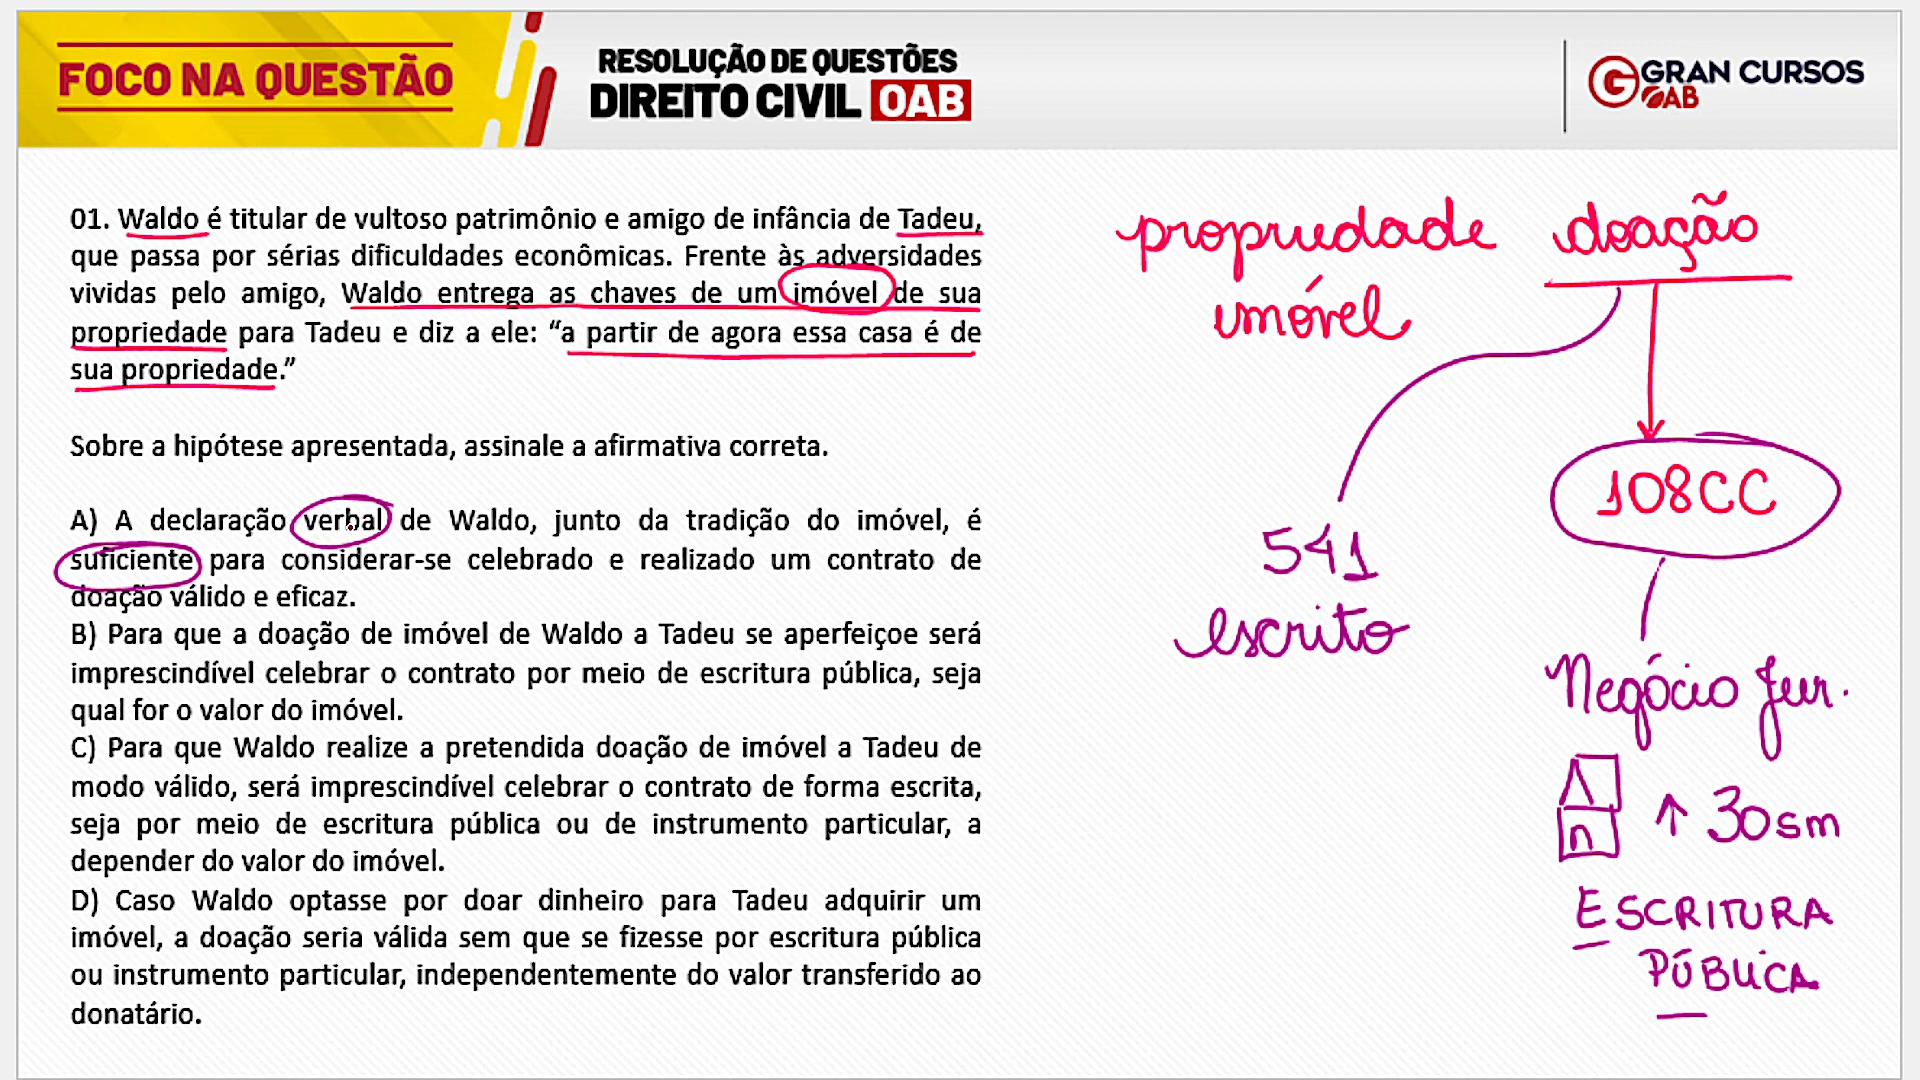 FOCO NA QUESTÃO
RESOLUÇÃO DE QUESTÕES
DIREITO CIVIL OAB
GRAN CURSOS
OAB
01. Waldo é titular de vultoso patrimônio e amigo de infância de Tadeu,
que passa por sérias dificuldades econômicas. Frente às adversidades
vividas pelo amigo, Waldo entrega as chaves de um imóvel de sua
propriedade para Tadeu e diz a ele: “a partir de agora essa casa é de
sua propriedade.”
Sobre a hipótese apresentada, assinale a afirmativa correta.
A) A declaração verbal de Waldo, junto da tradição do imóvel, é
suficiente para considerar-se celebrado e realizado um contrato de
doação válido e eficaz.
B) Para que a doação de imóvel de Waldo a Tadeu se aperfeiçoe será
imprescindível celebrar o contrato por meio de escritura pública, seja
qual for o valor do imóvel.
C) Para que Waldo realize a pretendida doação de imóvel a Tadeu de
modo válido, será imprescindível celebrar o contrato de forma escrita,
seja por meio de escritura pública ou de instrumento particular, a
depender do valor do imóvel.
D) Caso Waldo optasse por doar dinheiro para Tadeu adquirir um
imóvel, a doação seria válida sem que se fizesse por escritura pública
ou instrumento particular, independentemente do valor transferido ao
donatário.
propriedade doação
imóvel
108CC
541
escrito
Negócio Jur.
↑ 30sm
ESCRITURA
PÚBLICA